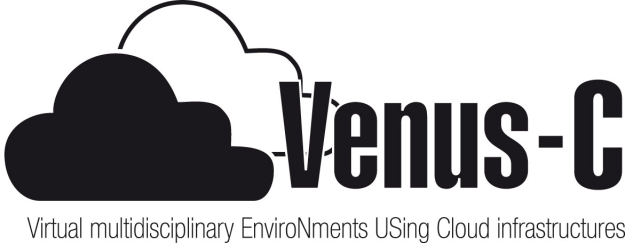 Venus-C
Virtual multidisciplinary EnviroNments USing Cloud infrastructures